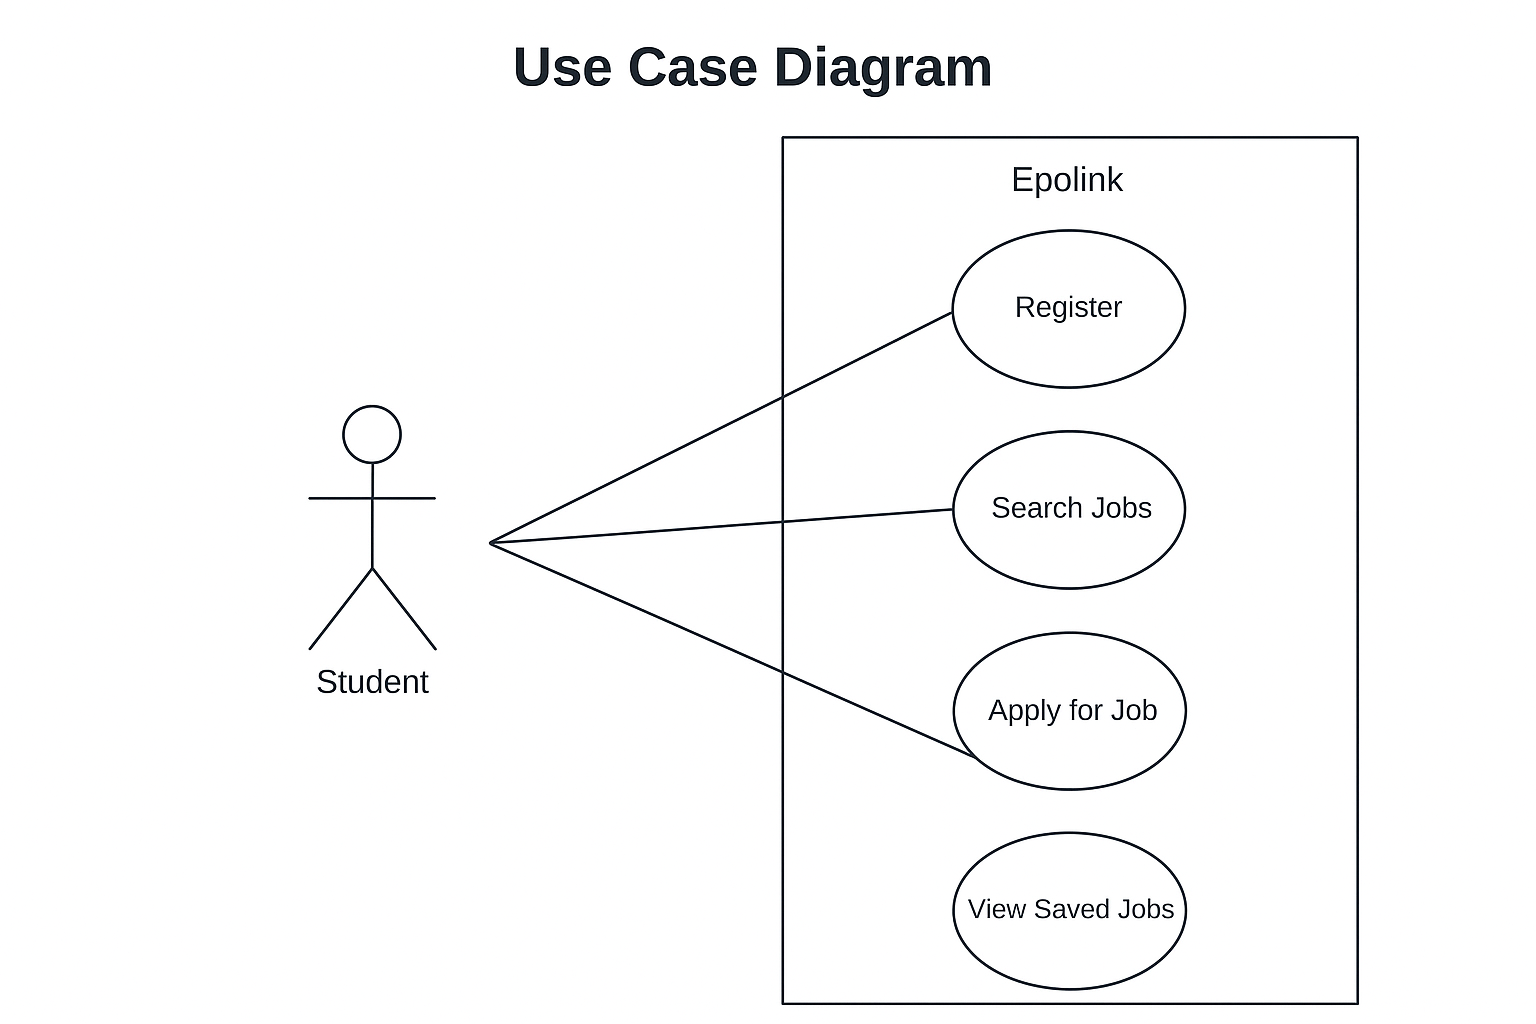 Use Case Diagram
Epolink
Register
Search Jobs
Apply for Job
View Saved Jobs
Student